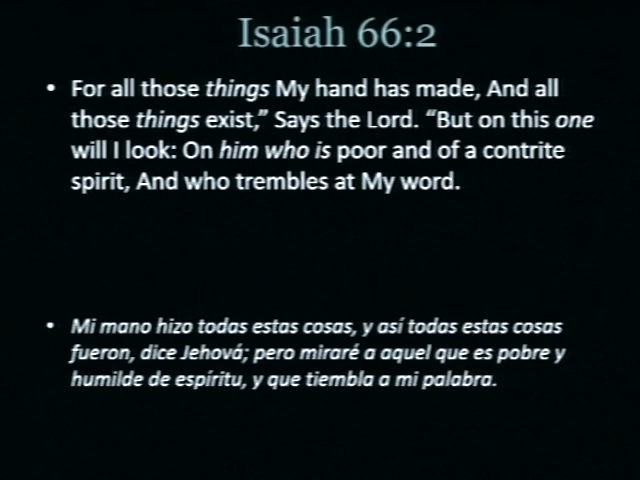 Isaiah 66:2
• For all those things My hand has made, And all
those things exist,” Says the Lord. “But on this one
will I look: On him who is poor and of a contrite
spirit, And who trembles at My word.
• Mi mano hizo todas estas cosas, y así todas estas cosas
fueron, dice Jehová; pero miraré a aquel que es pobre y
humilde de espíritu, y que tiembla a mi palabra.